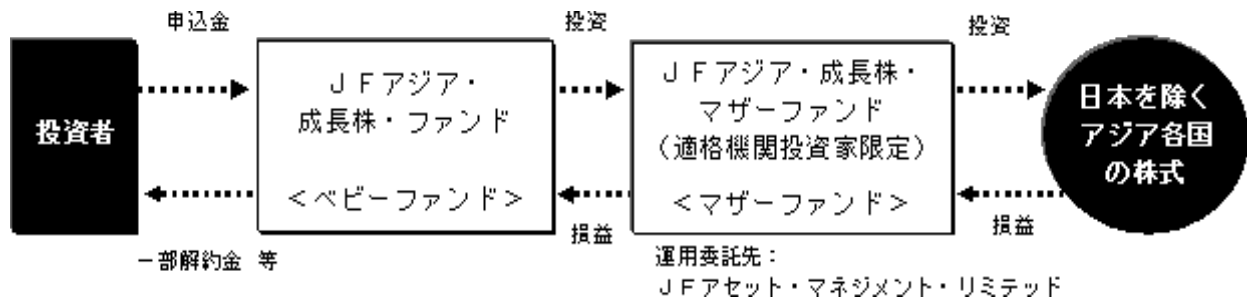 申込金
投資
投資
投資者
JFアジア・
成長株・ファンド
<ベビーファンド>
JFアジア・成長株・
マザーファンド
(適格機関投資家限定)
<マザーファンド>
日本を除く
アジア各国
の株式
一部解約金 等
損益
損益
運用委託先:
JFアセット・マネジメント・リミテッド